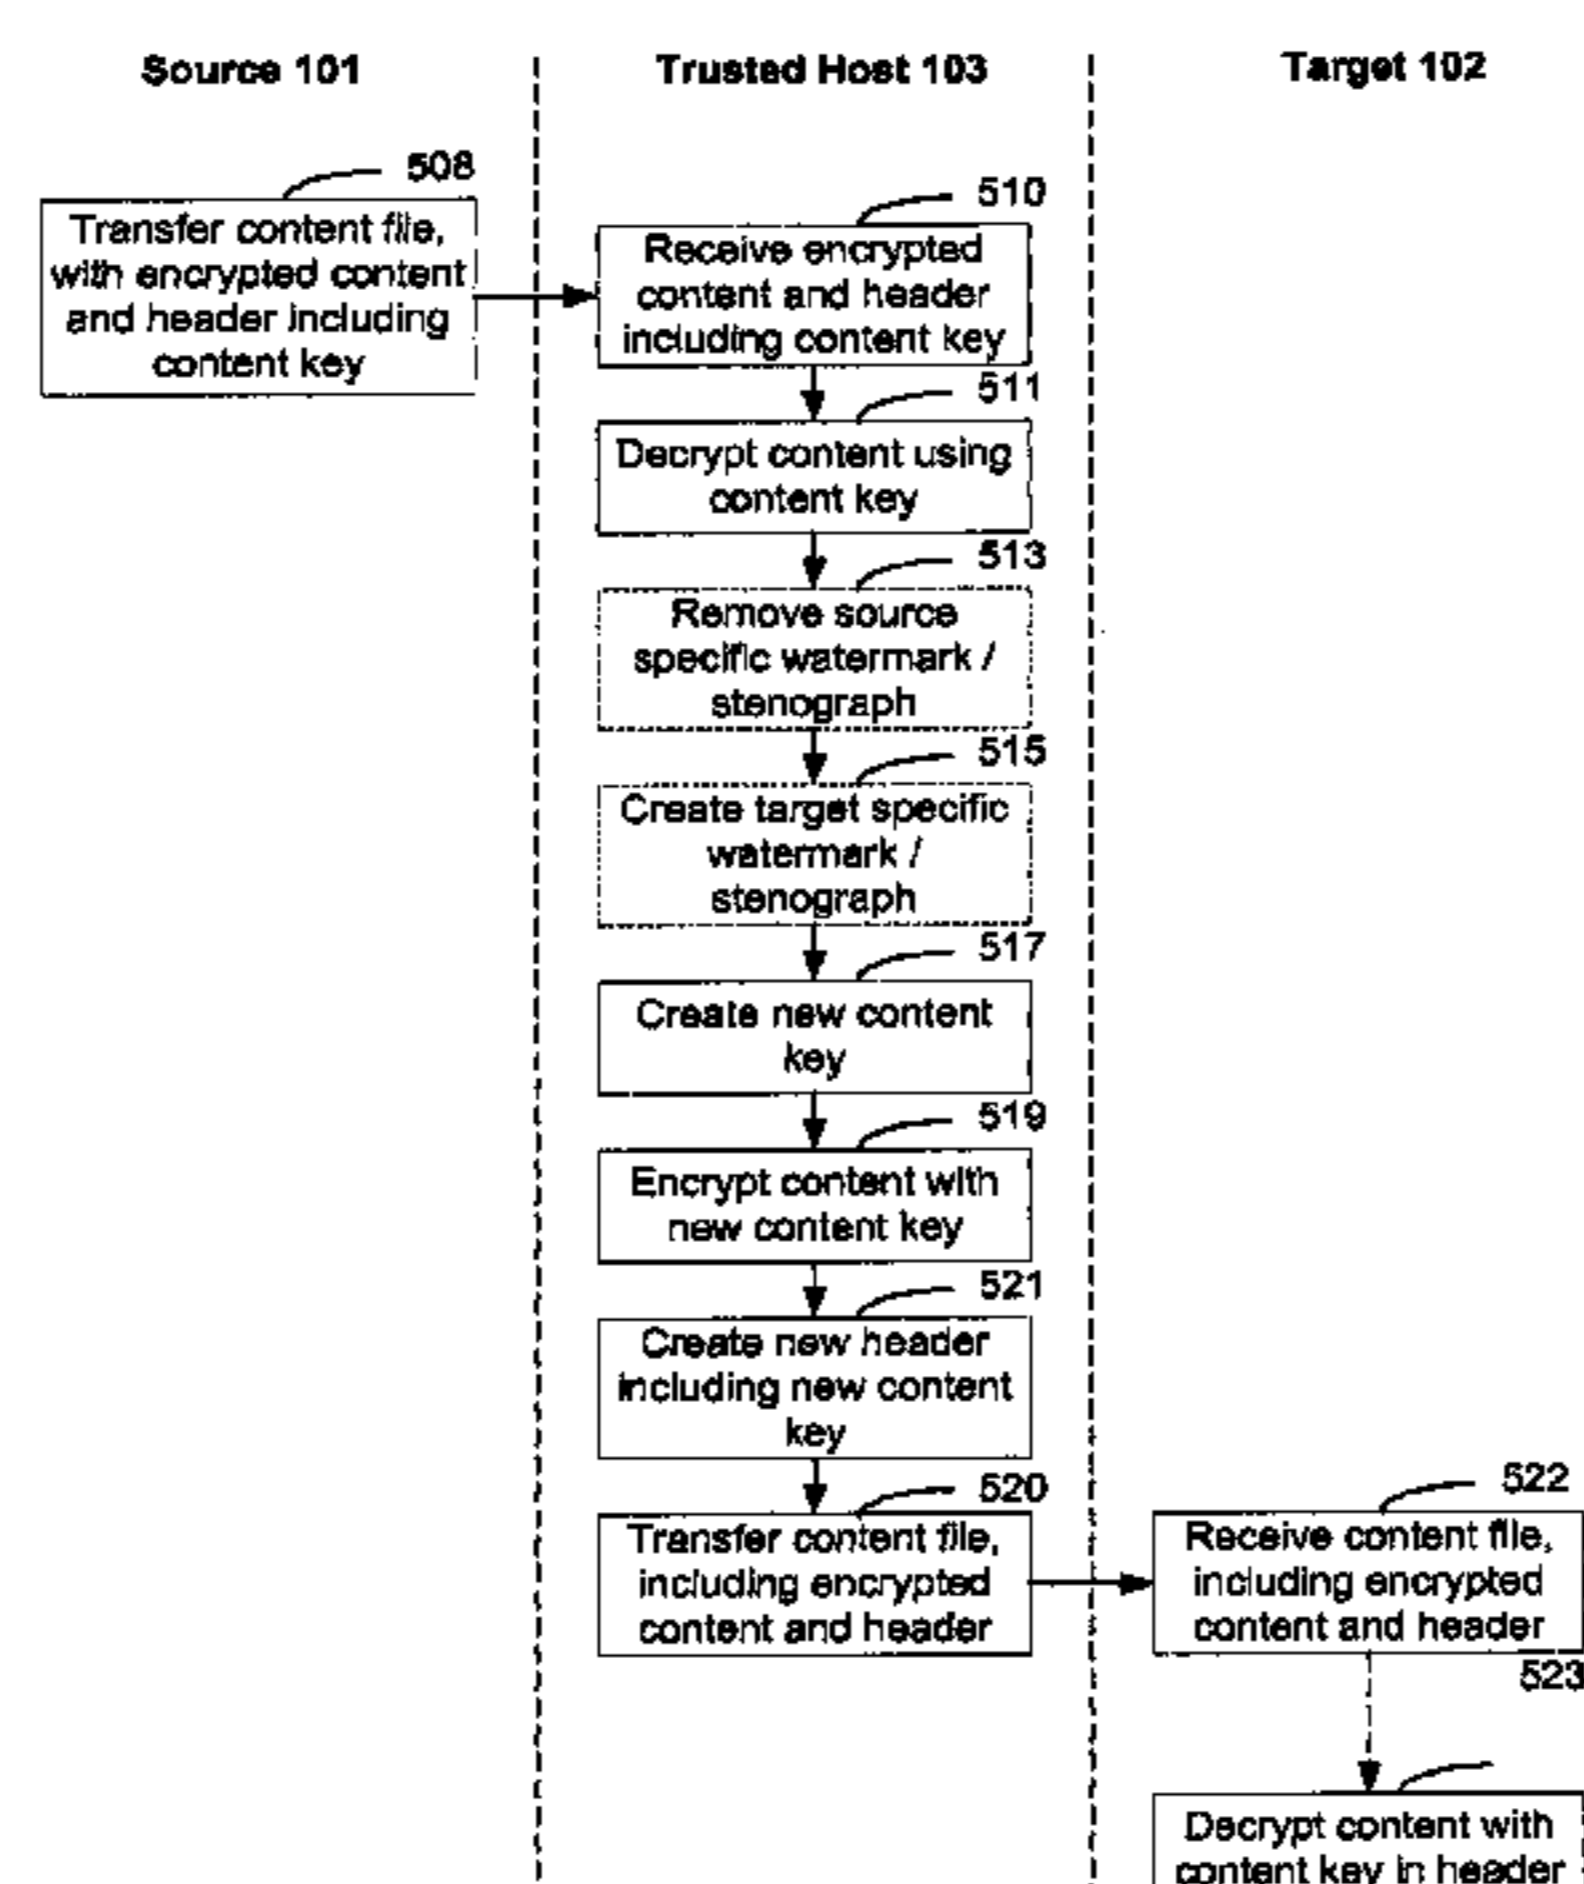 Source 101
Trusted Host 103
Target 102
508
Transfer content file,
with encrypted content
and header including
content key
510
Receive encrypted
content and header
including content key
511
Decrypt content using
content key
513
Remove source
specific watermark /
stenograph
515
Create target specific
watermark /
stenograph
517
Create new content
key
519
Encrypt content with
new content key
521
Create new header
including new content
key
520
Transfer content file,
including encrypted
content and header
522
Receive content file,
including encrypted
content and header
523
Decrypt content with
content key in header